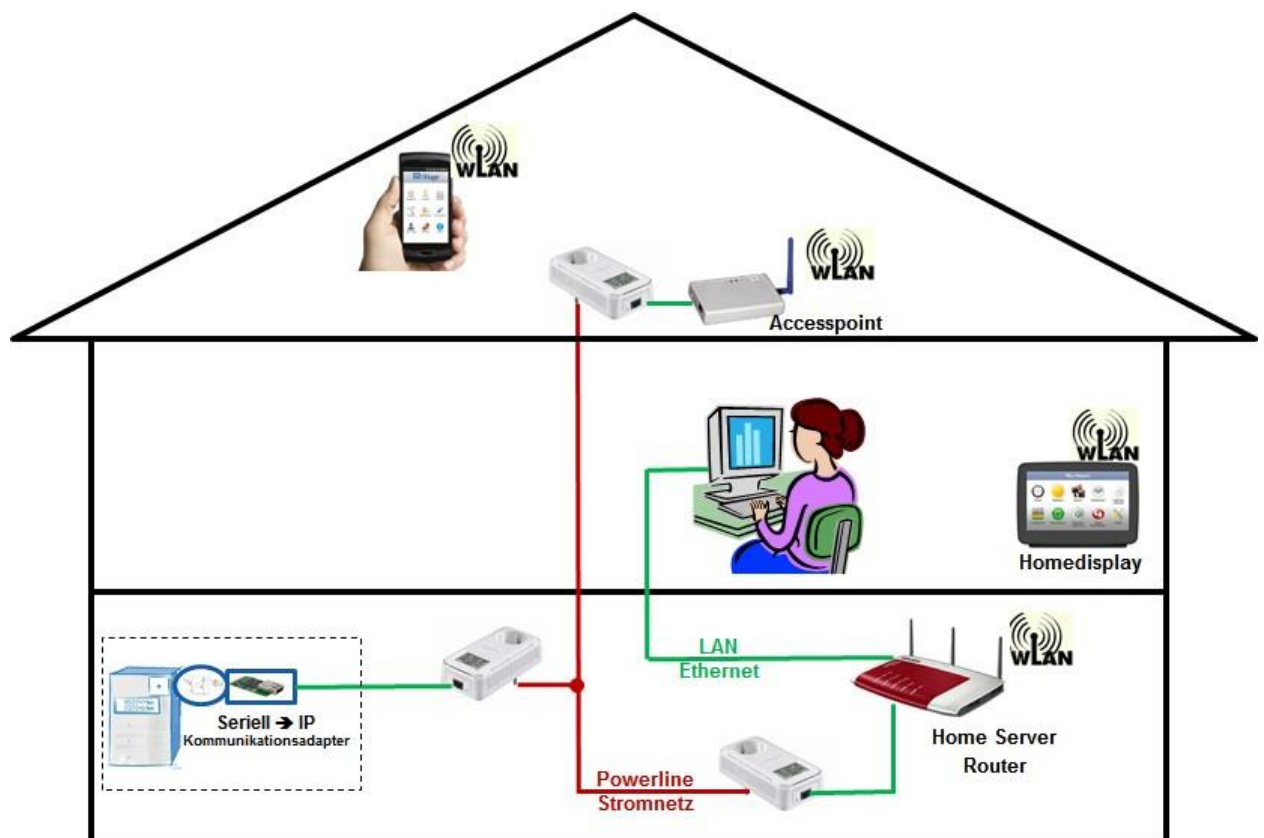 WLAN
WLAN
Accesspoint
WLAN
Homedisplay
LAN
Ethernet
WLAN
Seriell ➔ IP
Kommunikationsadapter
Home Server
Router
Powerline
Stromnetz